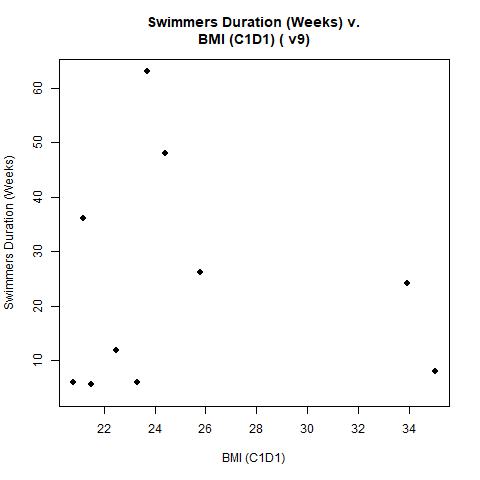 Swimmers Duration (Weeks) v.
BMI (C1D1) ( v9)
Swimmers Duration (Weeks)
60
50
40
30
20
10
22 24 26 28 30 32 34
BMI (C1D1)